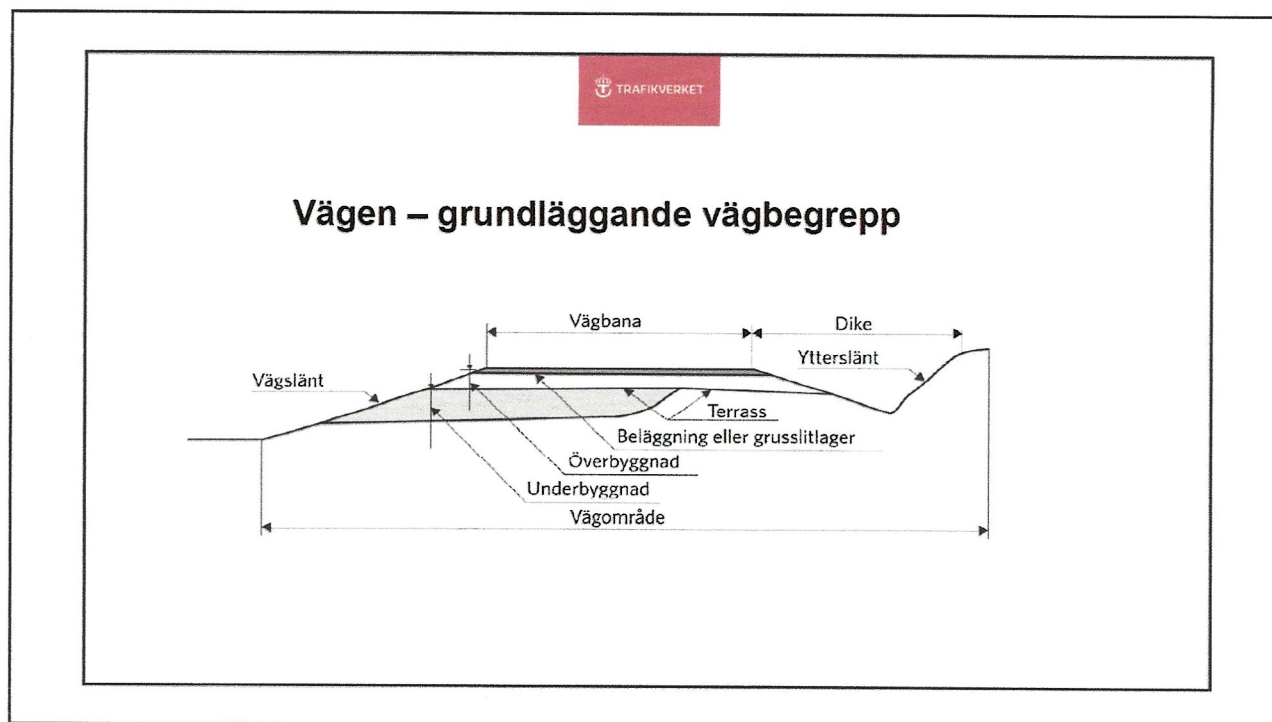 TRAFIKVERKET
Vägen – grundläggande vägbegrepp
Vägbana
Dike
Ytterslänt
Vägslänt
Terrass
Beläggning eller grusslitlager
Överbyggnad
Underbyggnad
Vägområde